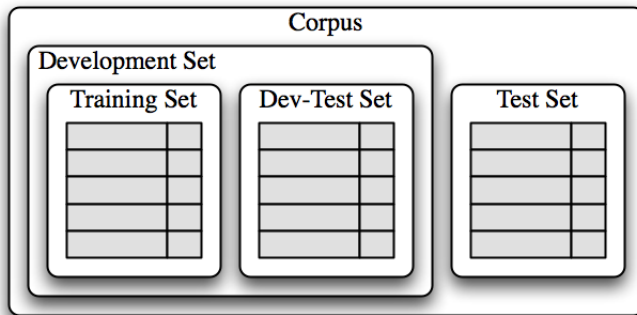 Corpus
Development Set
Training Set
Dev-Test Set
Test Set